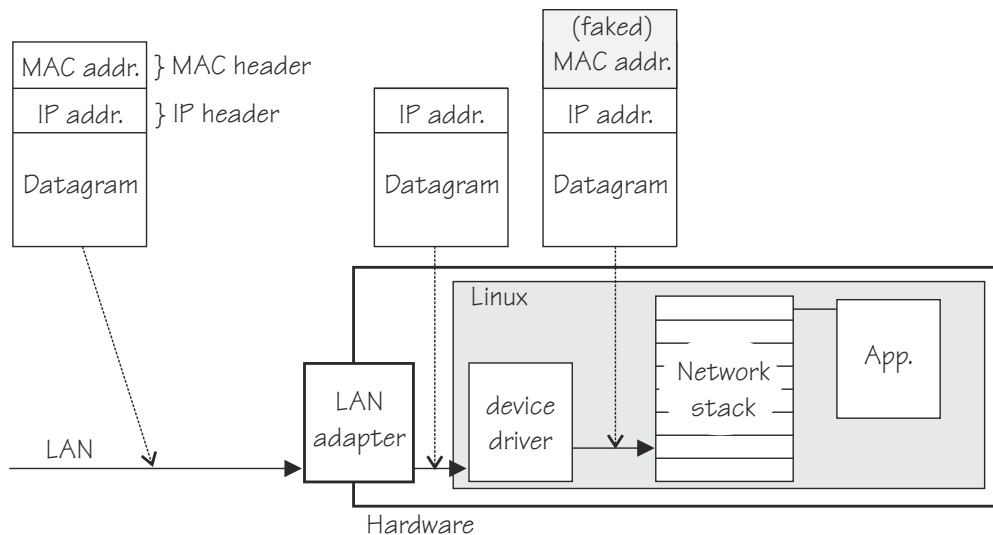 (faked)
MAC addr.
MAC addr.
} MAC header
IP addr.
} IP header
IP addr.
IP addr.
Datagram
Datagram
Datagram
Linux
Network
stack
App.
LAN
adapter
device
driver
LAN
Hardware